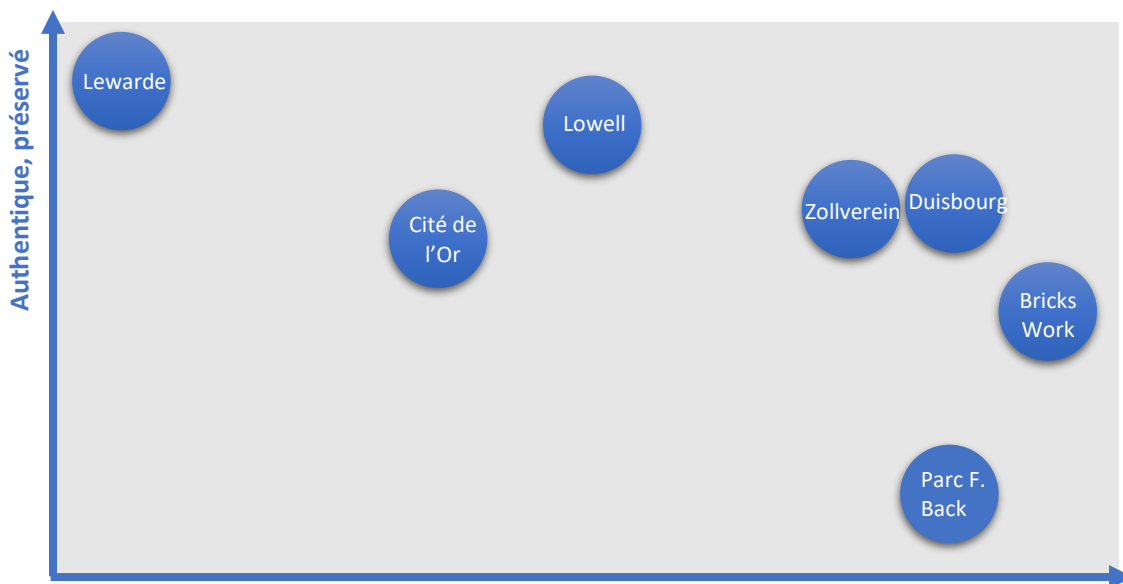 Authentique, préservé
Lewarde
Lowell
Cité de
l'Or
Zollverein
Duisbourg
Bricks
Work
Parc F.
Back